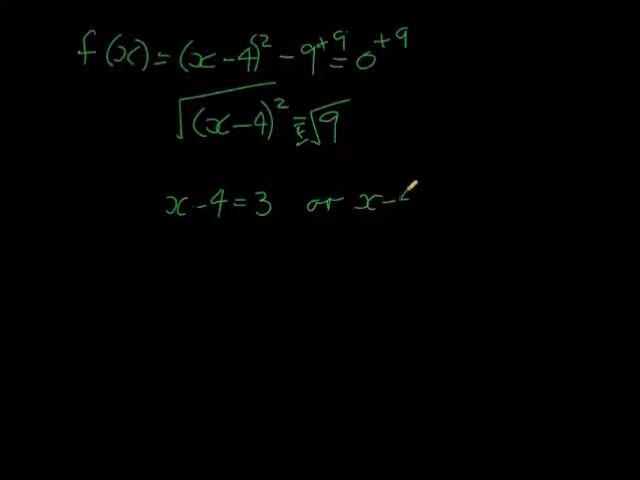 f(x) = (x-4)² - 9⁺⁹ = 0⁺⁹
√(x-4)² = ±√9
x-4=3 or x-